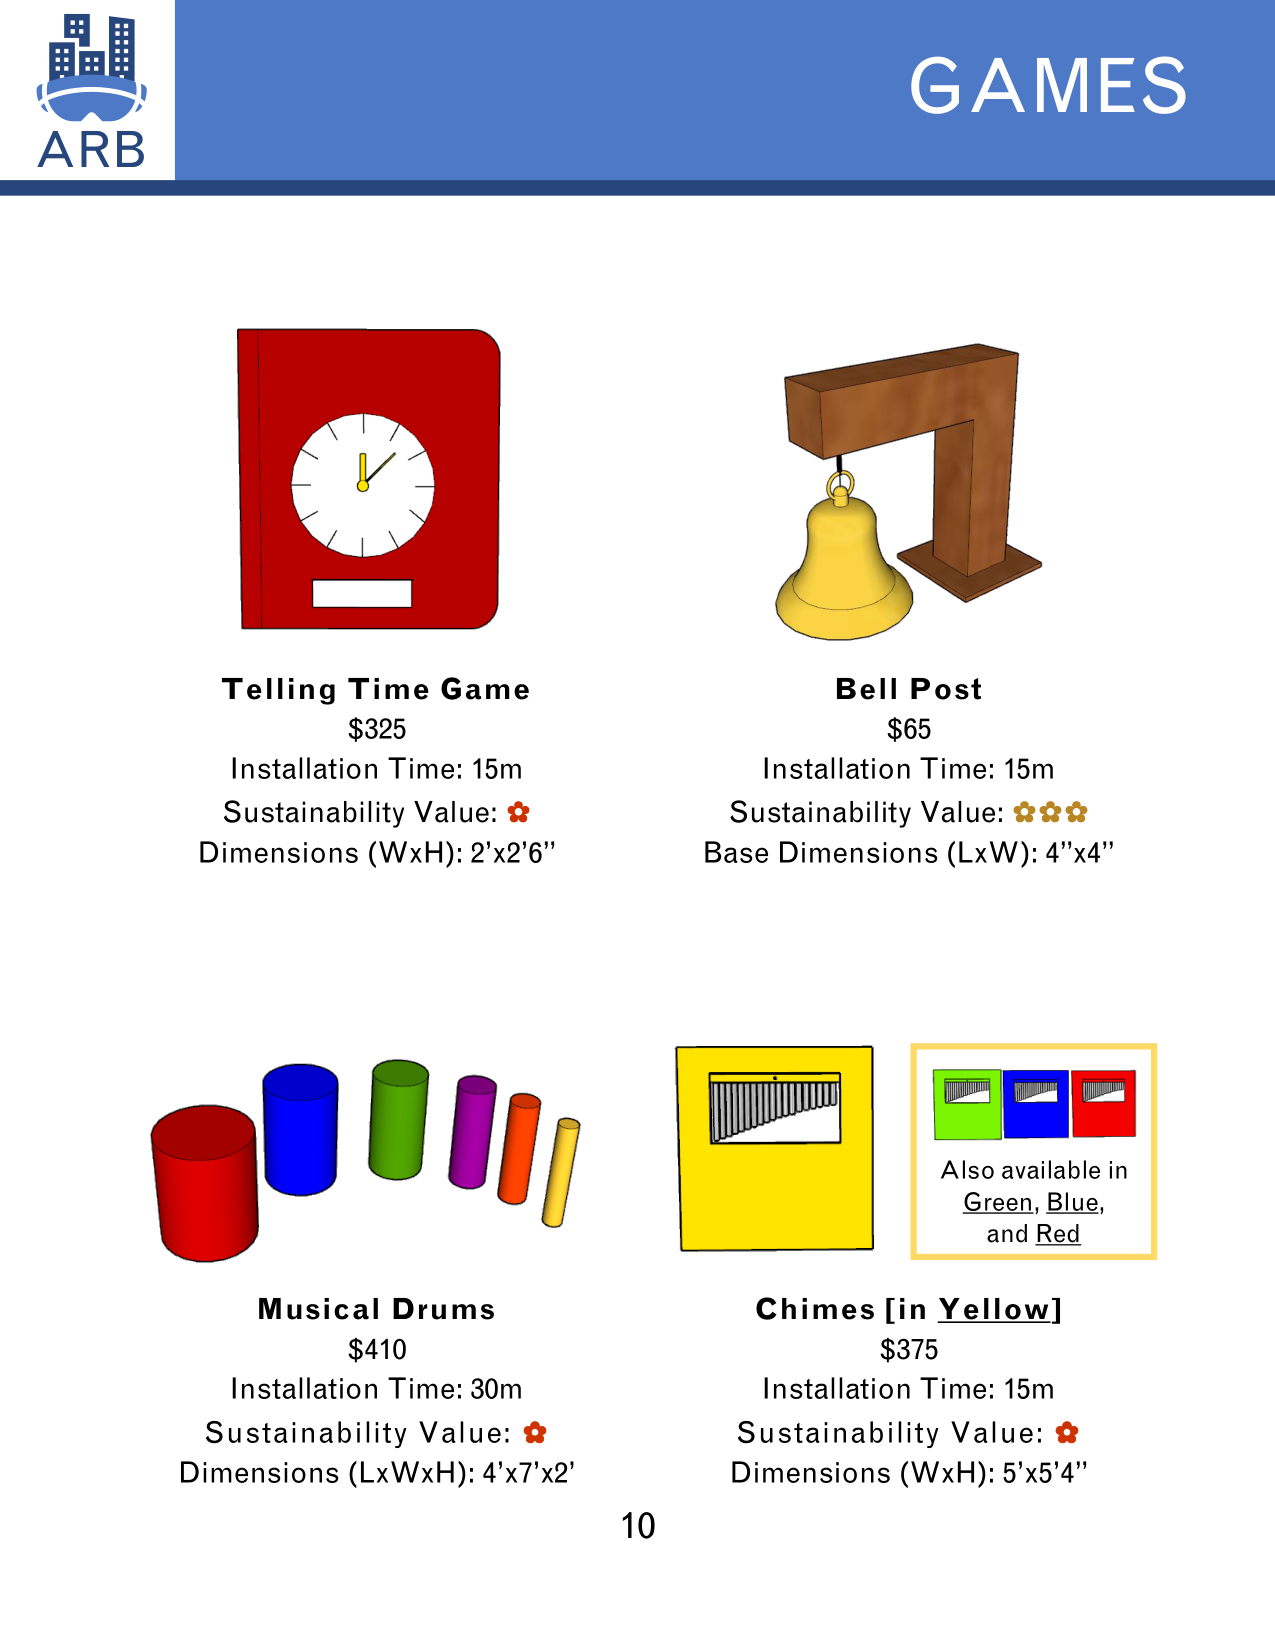 ARB
GAMES
Telling Time Game
$325
Installation Time: 15m
Sustainability Value: ✿
Dimensions (WxH): 2’x2’6’’
Bell Post
$65
Installation Time: 15m
Sustainability Value: ✿✿✿
Base Dimensions (LxW): 4’’x4’’
Also available in
Green, Blue,
and Red
Musical Drums
$410
Installation Time: 30m
Sustainability Value: ✿
Dimensions (LxWxH): 4’x7’x2’
Chimes [in Yellow]
$375
Installation Time: 15m
Sustainability Value: ✿
Dimensions (WxH): 5’x5’4’’
10